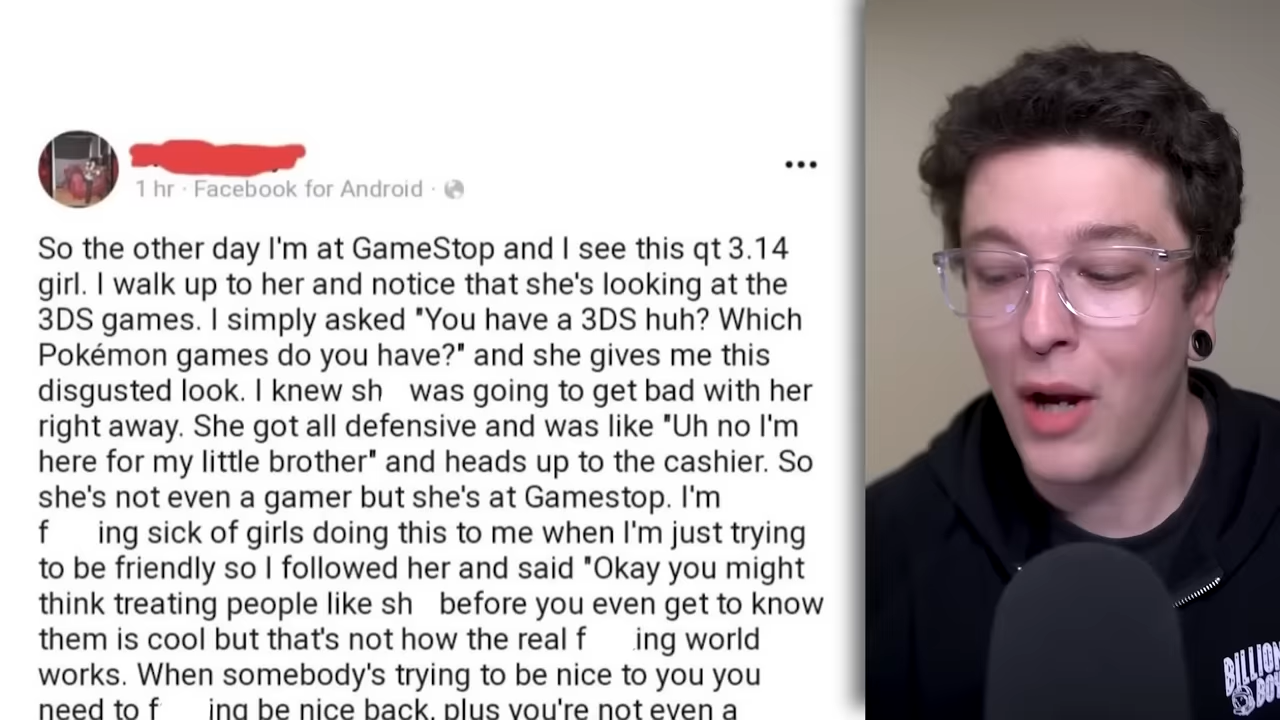 1 hr · Facebook for Android ·
So the other day I'm at GameStop and I see this qt 3.14
girl. I walk up to her and notice that she's looking at the
3DS games. I simply asked "You have a 3DS huh? Which
Pokémon games do you have?" and she gives me this
disgusted look. I knew sh was going to get bad with her
right away. She got all defensive and was like "Uh no I'm
here for my little brother" and heads up to the cashier. So
she's not even a gamer but she's at Gamestop. I'm
f ing sick of girls doing this to me when I'm just trying
to be friendly so I followed her and said "Okay you might
think treating people like sh before you even get to know
them is cool but that's not how the real f ing world
works. When somebody's trying to be nice to you you
need to f ing be nice back, plus you're not even a
BILLION
BOY